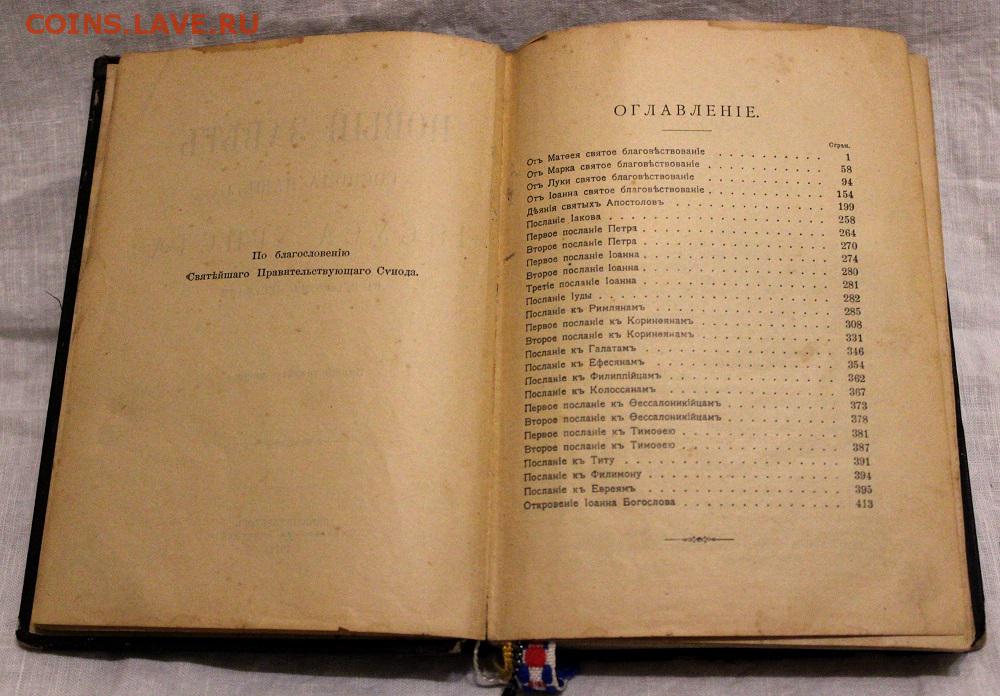 COINS.LAVE.RU
По благословенію
Святѣйшаго Правительствующаго Сѵнода.
ОГЛАВЛЕНІЕ.
Стран.
Отъ Матѳея святое благовѣствованіе . . . . . . . . . . 1
Отъ Марка святое благовѣствованіе . . . . . . . . . . 58
Отъ Луки святое благовѣствованіе . . . . . . . . . . 94
Отъ Іоанна святое благовѣствованіе . . . . . . . . . . 154
Дѣянія святыхъ Апостоловъ . . . . . . . . . . 199
Посланіе Іакова . . . . . . . . . . 258
Первое посланіе Петра . . . . . . . . . . 264
Второе посланіе Петра . . . . . . . . . . 270
Первое посланіе Іоанна . . . . . . . . . . 274
Второе посланіе Іоанна . . . . . . . . . . 280
Третіе посланіе Іоанна . . . . . . . . . . 281
Посланіе Іуды . . . . . . . . . . 282
Посланіе къ Римлянамъ . . . . . . . . . . 285
Первое посланіе къ Коринѳянамъ . . . . . . . . . . 308
Второе посланіе къ Коринѳянамъ . . . . . . . . . . 331
Посланіе къ Галатамъ . . . . . . . . . . 346
Посланіе къ Ефесянамъ . . . . . . . . . . 354
Посланіе къ Филиппійцамъ . . . . . . . . . . 362
Посланіе къ Колоссянамъ . . . . . . . . . . 367
Первое посланіе къ Ѳессалоникійцамъ . . . . . . . . . . 373
Второе посланіе къ Ѳессалоникійцамъ . . . . . . . . . . 378
Первое посланіе къ Тимоѳею . . . . . . . . . . 381
Второе посланіе къ Тимоѳею . . . . . . . . . . 387
Посланіе къ Титу . . . . . . . . . . 391
Посланіе къ Филимону . . . . . . . . . . 394
Посланіе къ Евреямъ . . . . . . . . . . 395
Откровеніе Іоанна Богослова . . . . . . . . . . 413